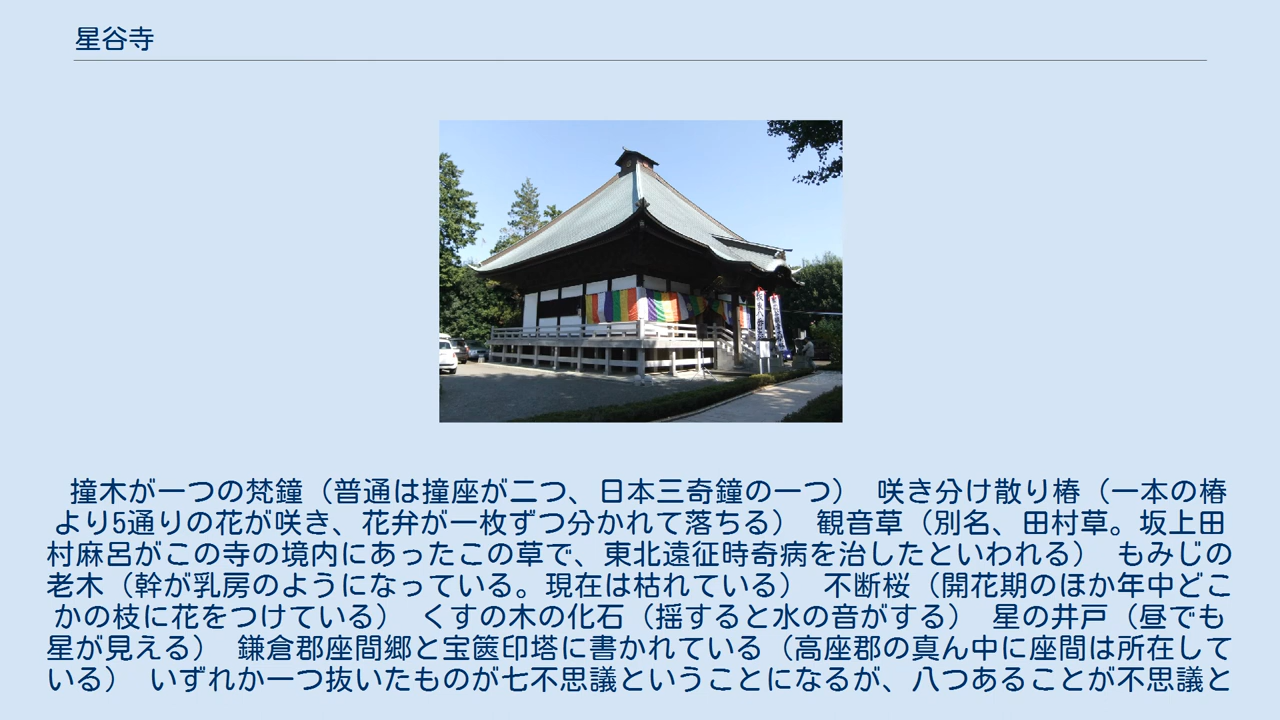 星谷寺
撞木が一つの梵鐘（普通は撞座が二つ、日本三奇鐘の一つ） 咲き分け散り椿（一本の椿
より5通りの花が咲き、花弁が一枚ずつ分かれて落ちる） 観音草（別名、田村草。坂上田
村麻呂がこの寺の境内にあったこの草で、東北遠征時奇病を治したといわれる） もみじの
老木（幹が乳房のようになっている。現在は枯れている） 不断桜（開花期のほか年中どこ
かの枝に花をつけている） くすの木の化石（揺すると水の音がする） 星の井戸（昼でも
星が見える） 鎌倉郡座間郷と宝篋印塔に書かれている（高座郡の真ん中に座間は所在して
いる） いずれか一つ抜いたものが七不思議ということになるが、八つあることが不思議と